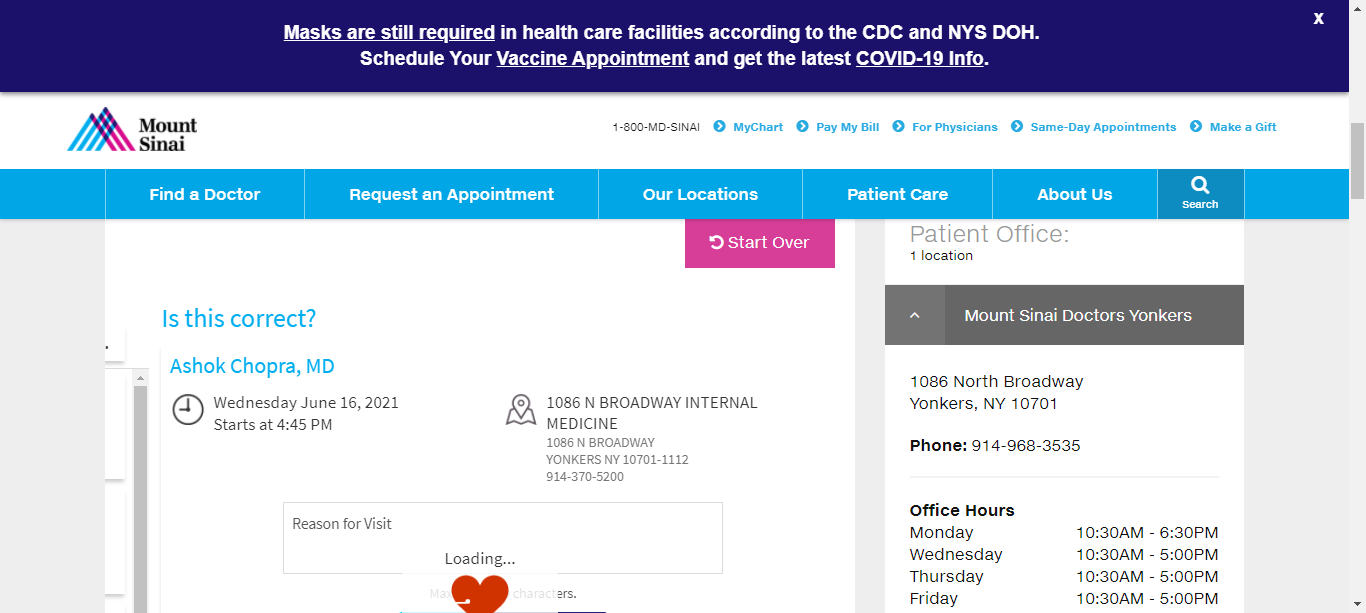 Masks are still required in health care facilities according to the CDC and NYS DOH.
Schedule Your Vaccine Appointment and get the latest COVID-19 Info.
X
Mount
Sinai
1-800-MD-SINAI MyChart Pay My Bill For Physicians Same-Day Appointments Make a Gift
Find a Doctor Request an Appointment Our Locations Patient Care About Us Search
Start Over
Is this correct?
Ashok Chopra, MD
Wednesday June 16, 2021
Starts at 4:45 PM
1086 N BROADWAY INTERNAL
MEDICINE
1086 N BROADWAY
YONKERS NY 10701-1112
914-370-5200
Reason for Visit
Loading...
characters.
Patient Office:
1 location
Mount Sinai Doctors Yonkers
1086 North Broadway
Yonkers, NY 10701
Phone: 914-968-3535
Office Hours
Monday 10:30AM - 6:30PM
Wednesday 10:30AM - 5:00PM
Thursday 10:30AM - 5:00PM
Friday 10:30AM - 5:00PM